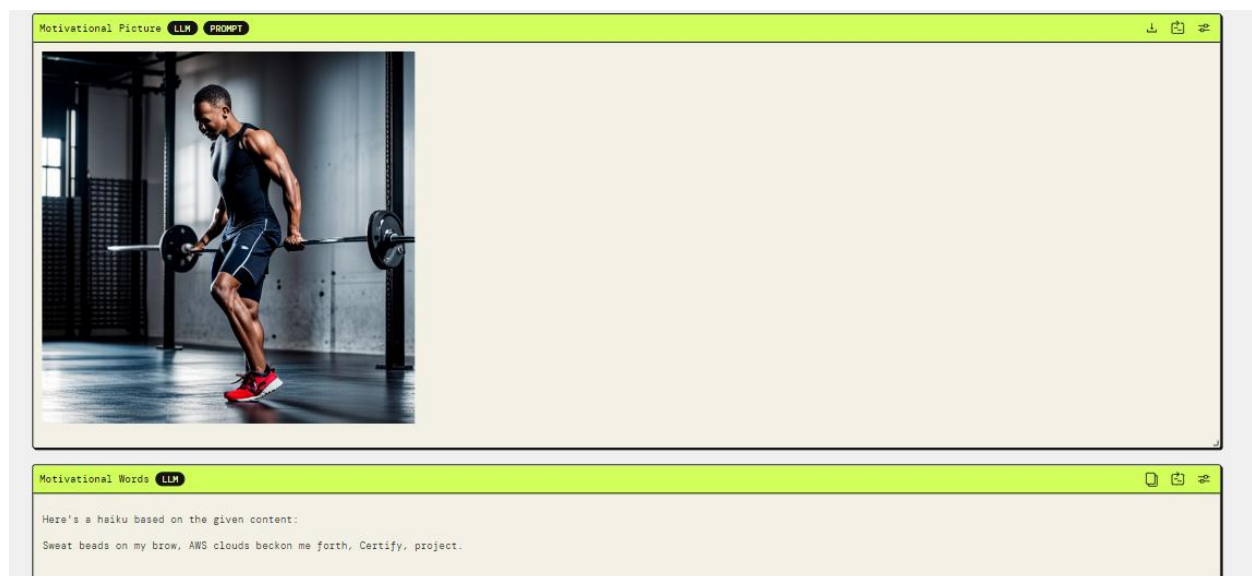 Motivational Picture LLM PROMPT
Motivational Words LLM
Here's a haiku based on the given content:
Sweat beads on my brow, AWS clouds beckon me forth, Certify, project.